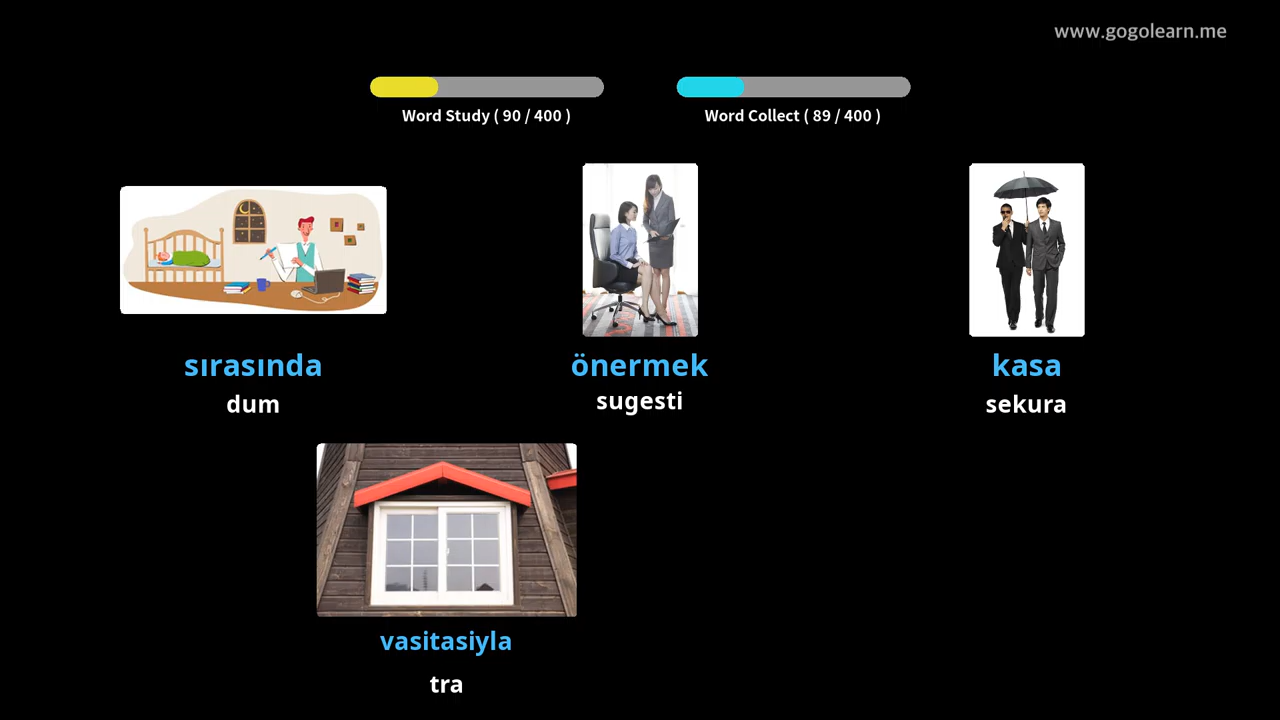 www.gogolearn.me
Word Study ( 90 / 400 )
Word Collect ( 89 / 400 )
sırasında
dum
önermek
sugesti
kasa
sekura
vasitasiyla
tra